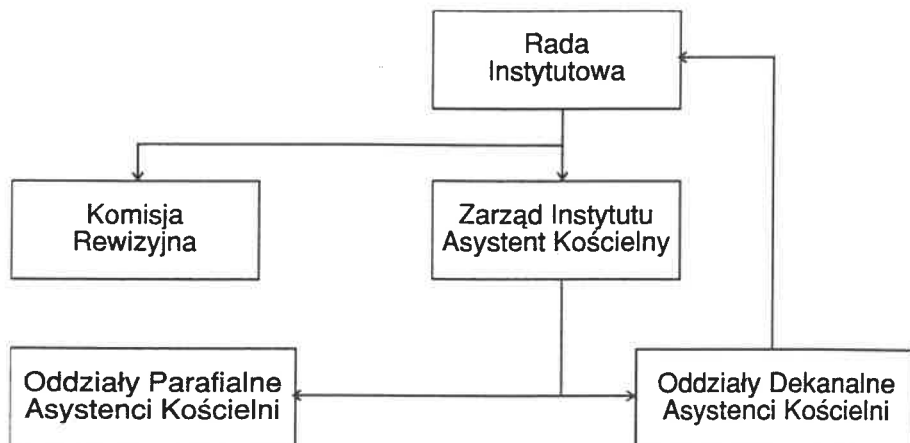 Rada
Instytutowa
Komisja
Rewizyjna
Zarząd Instytutu
Asystent Kościelny
Oddziały Parafialne
Asystenci Kościelni
Oddziały Dekanalne
Asystenci Kościelni